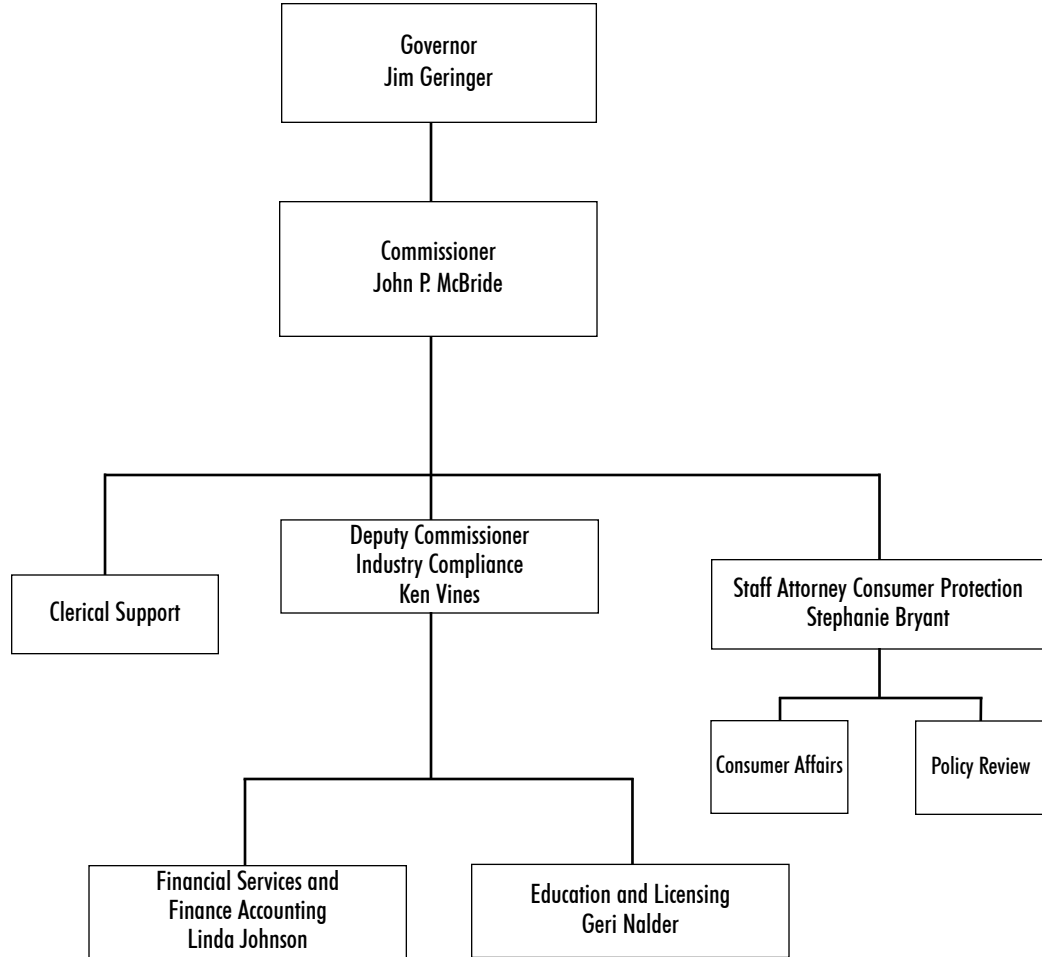 Governor
Jim Geringer
Commissioner
John P. McBride
Clerical Support
Deputy Commissioner
Industry Compliance
Ken Vines
Staff Attorney Consumer Protection
Stephanie Bryant
Consumer Affairs
Policy Review
Financial Services and
Finance Accounting
Linda Johnson
Education and Licensing
Geri Nalder